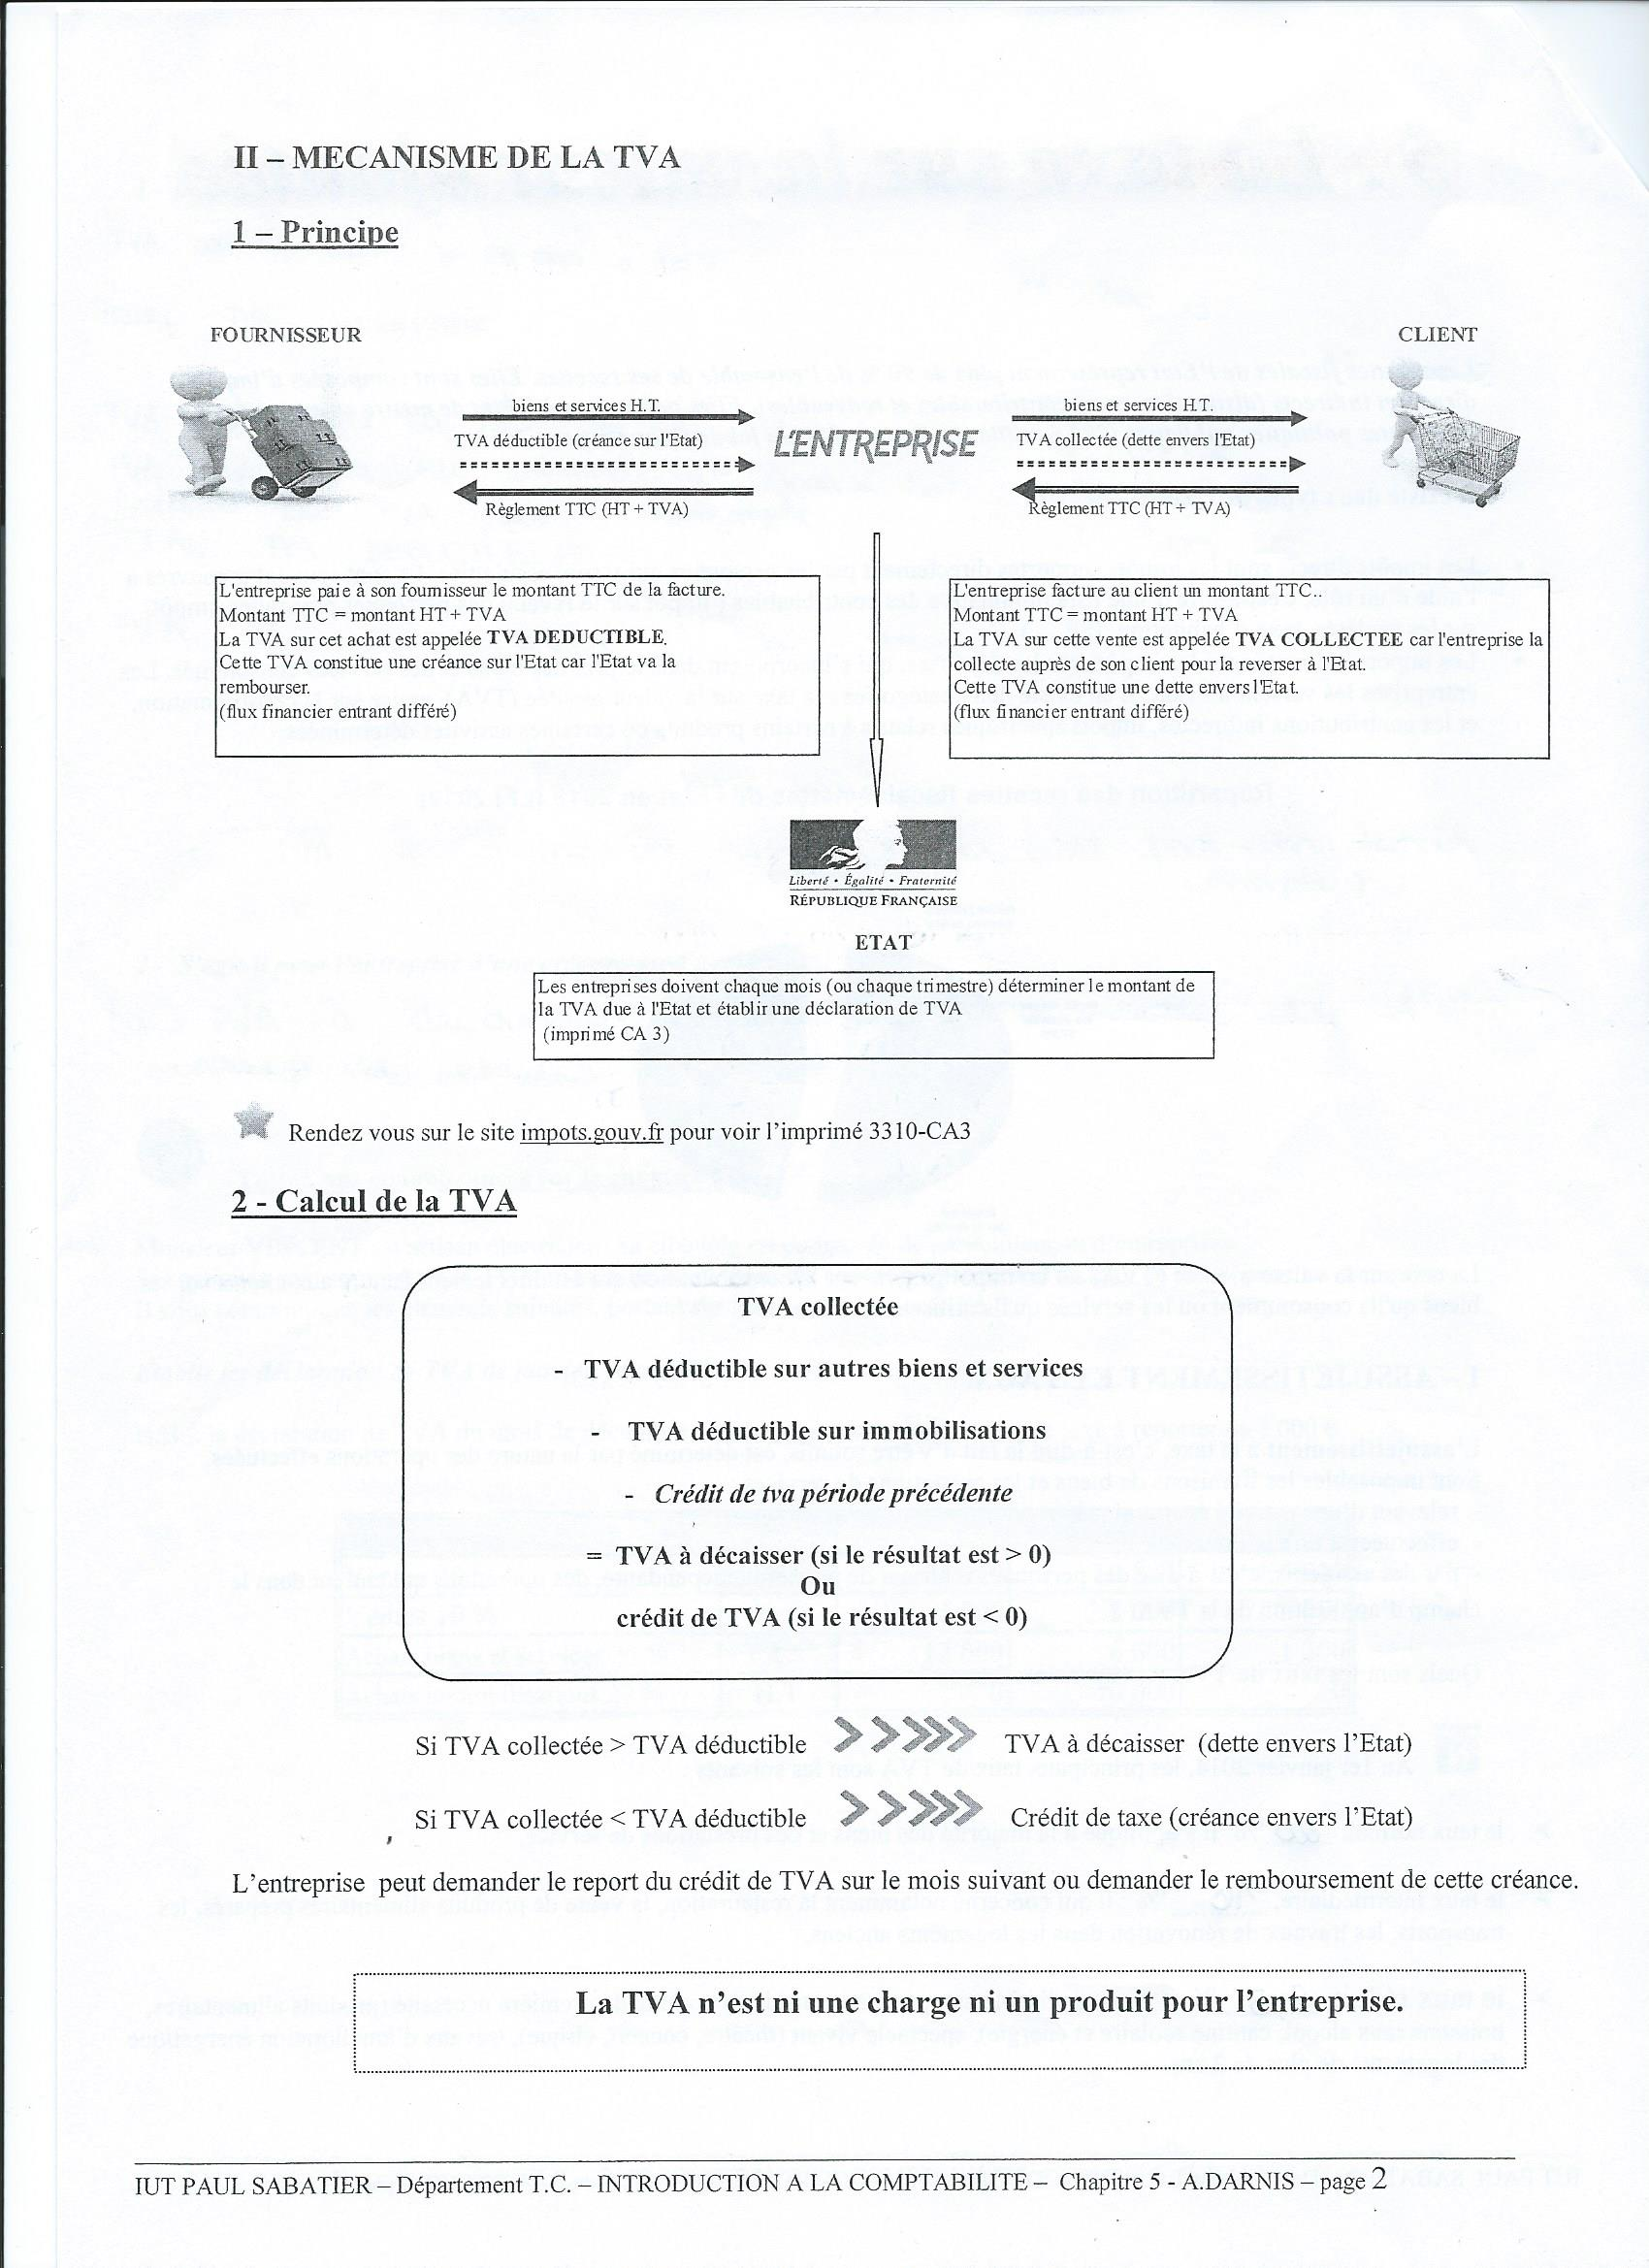 II – MECANISME DE LA TVA
1 – Principe
FOURNISSEUR
CLIENT
biens et services H.T.
TVA déductible (créance sur l'Etat)
Règlement TTC (HT + TVA)
L'ENTREPRISE
biens et services H.T.
TVA collectée (dette envers l'Etat)
Règlement TTC (HT + TVA)
L'entreprise paie à son fournisseur le montant TTC de la facture.
Montant TTC = montant HT + TVA
La TVA sur cet achat est appelée TVA DEDUCTIBLE.
Cette TVA constitue une créance sur l'Etat car l'Etat va la
rembourser.
(flux financier entrant différé)
L'entreprise facture au client un montant TTC..
Montant TTC = montant HT + TVA
La TVA sur cette vente est appelée TVA COLLECTEE car l'entreprise la
collecte auprès de son client pour la reverser à l'Etat.
Cette TVA constitue une dette envers l'Etat.
(flux financier entrant différé)
Liberté • Égalité • Fraternité
RÉPUBLIQUE FRANÇAISE
ETAT
Les entreprises doivent chaque mois (ou chaque trimestre) déterminer le montant de
la TVA due à l'Etat et établir une déclaration de TVA
(imprimé CA 3)
Rendez vous sur le site impots.gouv.fr pour voir l'imprimé 3310-CA3
2 - Calcul de la TVA
TVA collectée
- TVA déductible sur autres biens et services
- TVA déductible sur immobilisations
- Crédit de tva période précédente
= TVA à décaisser (si le résultat est > 0)
Ou
crédit de TVA (si le résultat est < 0)
Si TVA collectée > TVA déductible TVA à décaisser (dette envers l'Etat)
Si TVA collectée < TVA déductible Crédit de taxe (créance envers l'Etat)
L'entreprise peut demander le report du crédit de TVA sur le mois suivant ou demander le remboursement de cette créance.
La TVA n'est ni une charge ni un produit pour l'entreprise.
IUT PAUL SABATIER – Département T.C. – INTRODUCTION A LA COMPTABILITE – Chapitre 5 - A.DARNIS – page 2